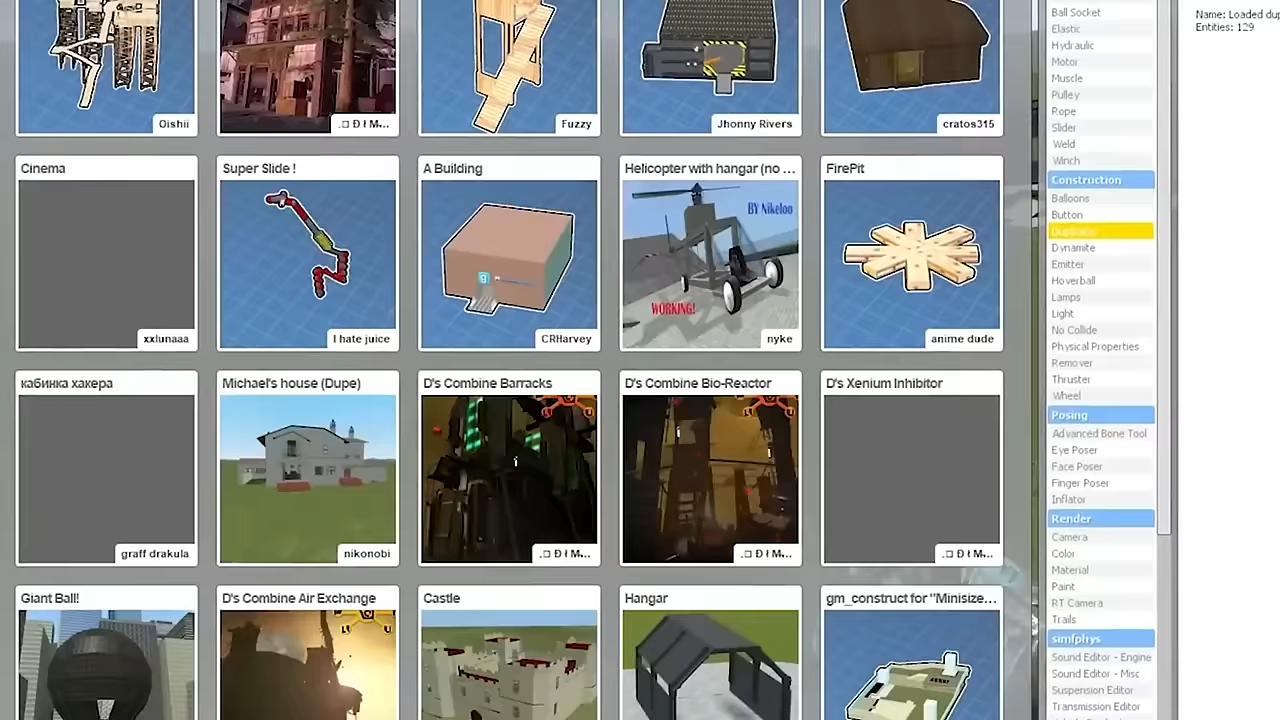 Oishii
.□ Đ ł M...
Fuzzy
Jhonny Rivers
cratos315
Cinema
Super Slide !
A Building
Helicopter with hangar (no ...
FirePit
BY Nikeloo
WORKING!
xxlunaaa
I hate juice
CRHarvey
nyke
anime dude
кабинка хакера
Michael's house (Dupe)
D's Combine Barracks
D's Combine Bio-Reactor
D's Xenium Inhibitor
graff drakula
nikonobi
.□ Đ ł M...
.□ Đ ł M...
.□ Đ ł M...
Giant Ball!
D's Combine Air Exchange
Castle
Hangar
gm_construct for "Minisize...
Ball Socket
Elastic
Hydraulic
Motor
Muscle
Pulley
Rope
Slider
Weld
Winch
Construction
Balloons
Button
Duplicator
Dynamite
Emitter
Hoverball
Lamps
Light
No Collide
Physical Properties
Remover
Thruster
Wheel
Posing
Advanced Bone Tool
Eye Poser
Face Poser
Finger Poser
Inflator
Render
Camera
Color
Material
Paint
RT Camera
Trails
simfphys
Sound Editor - Engine
Sound Editor - Misc
Suspension Editor
Transmission Editor
Name: Loaded dup
Entities: 129